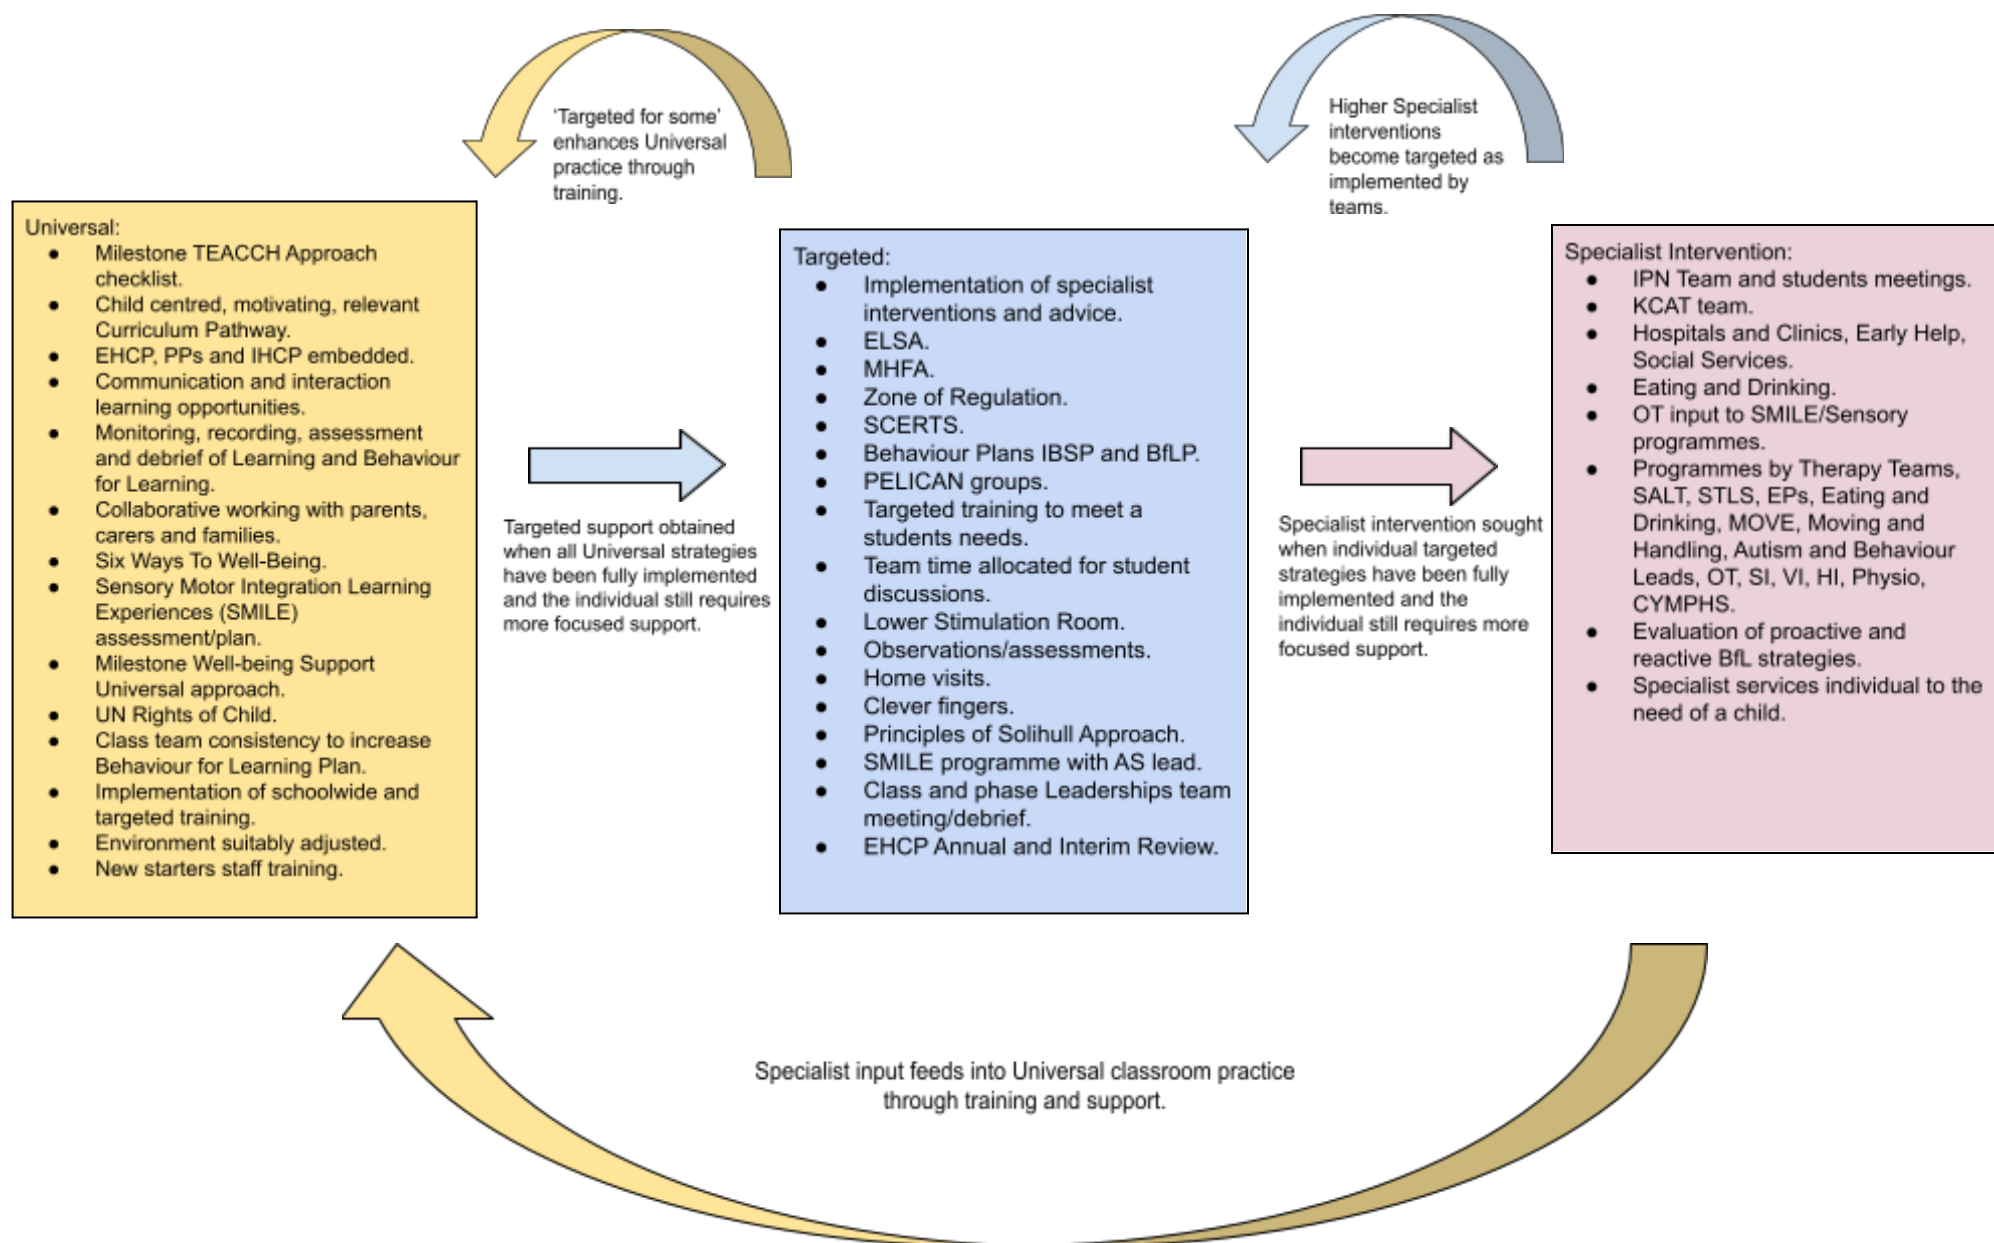 'Targeted for some'
enhances Universal
practice through
training.
Higher Specialist
interventions
become targeted as
implemented by
teams.
Universal:
● Milestone TEACCH Approach
checklist.
● Child centred, motivating, relevant
Curriculum Pathway.
● EHCP, PPs and IHCP embedded.
● Communication and interaction
learning opportunities.
● Monitoring, recording, assessment
and debrief of Learning and Behaviour
for Learning.
● Collaborative working with parents,
carers and families.
● Six Ways To Well-Being.
● Sensory Motor Integration Learning
Experiences (SMILE)
assessment/plan.
● Milestone Well-being Support
Universal approach.
● UN Rights of Child.
● Class team consistency to increase
Behaviour for Learning Plan.
● Implementation of schoolwide and
targeted training.
● Environment suitably adjusted.
● New starters staff training.
Targeted support obtained
when all Universal strategies
have been fully implemented
and the individual still requires
more focused support.
Targeted:
● Implementation of specialist
interventions and advice.
● ELSA.
● MHFA.
● Zone of Regulation.
● SCERTS.
● Behaviour Plans IBSP and BfLP.
● PELICAN groups.
● Targeted training to meet a
students needs.
● Team time allocated for student
discussions.
● Lower Stimulation Room.
● Observations/assessments.
● Home visits.
● Clever fingers.
● Principles of Solihull Approach.
● SMILE programme with AS lead.
● Class and phase Leaderships team
meeting/debrief.
● EHCP Annual and Interim Review.
Specialist intervention sought
when individual targeted
strategies have been fully
implemented and the
individual still requires more
focused support.
Specialist Intervention:
● IPN Team and students meetings.
● KCAT team.
● Hospitals and Clinics, Early Help,
Social Services.
● Eating and Drinking.
● OT input to SMILE/Sensory
programmes.
● Programmes by Therapy Teams,
SALT, STLS, EPs, Eating and
Drinking, MOVE, Moving and
Handling, Autism and Behaviour
Leads, OT, SI, VI, HI, Physio,
CYMPHS.
● Evaluation of proactive and
reactive BfL strategies.
● Specialist services individual to the
need of a child.
Specialist input feeds into Universal classroom practice
through training and support.